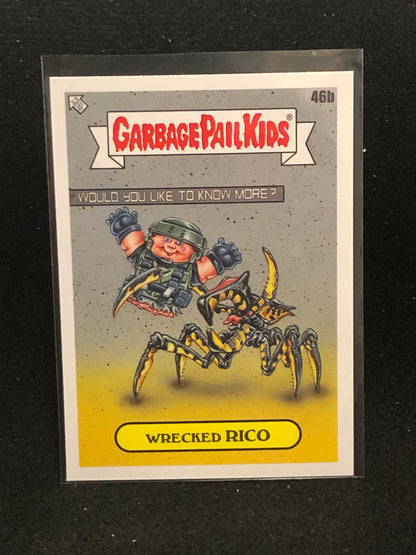 46b
GARBAGE PAIL KIDS®
WOULD YOU LIKE TO KNOW MORE?
WRECKED RICO